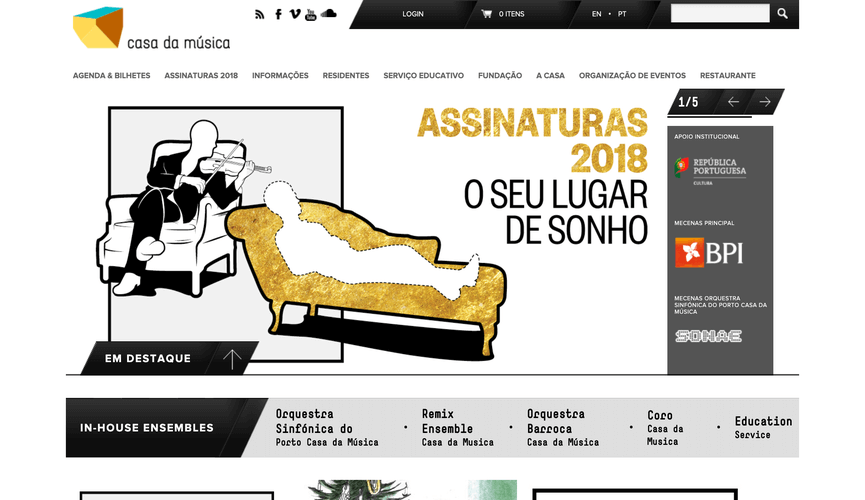 casa da música
LOGIN
0 ITENS
EN • PT
AGENDA & BILHETES
ASSINATURAS 2018
INFORMAÇÕES
RESIDENTES
SERVIÇO EDUCATIVO
FUNDAÇÃO
A CASA
ORGANIZAÇÃO DE EVENTOS
RESTAURANTE
ASSINATURAS
2018
O SEU LUGAR
DE SONHO
1/5
APOIO INSTITUCIONAL
REPÚBLICA
PORTUGUESA
CULTURA
MECENAS PRINCIPAL
BPI
MECENAS ORQUESTRA
SINFÓNICA DO PORTO CASA DA
MÚSICA
SONAE
EM DESTAQUE
IN-HOUSE ENSEMBLES
Orquestra
Sinfónica do
Porto Casa da Música
Remix
Ensemble
Casa da Musica
Orquestra
Barroca
Casa da Música
Coro
Casa da
Musica
Education
Service